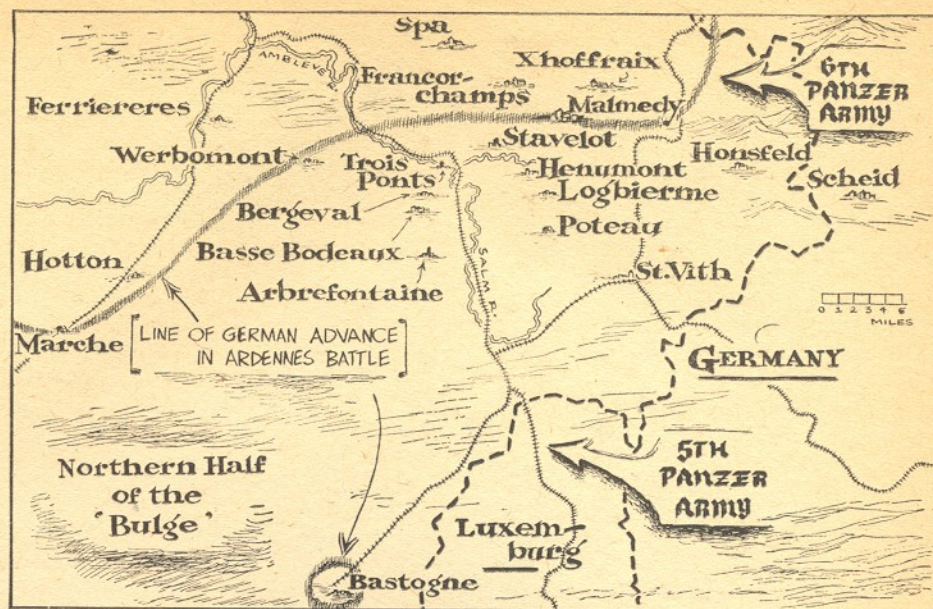 Spa
AMBLEVE R.
Francor-
champs
Xhoffraix
Malmedy
6TH
PANZER
ARMY
Ferriereres
Werbomont
Trois
Ponts
Stavelot
Henumont
Logbierme
Honsfeld
Scheid
Bergeval
Poteau
Hotton
Basse Bodeaux
Arbrefontaine
SALM R.
St. Vith
0 1 2 3 4 5
MILES
Marche
LINE OF GERMAN ADVANCE
IN ARDENNES BATTLE
GERMANY
Northern Half
of the
'Bulge'
5TH
PANZER
ARMY
Luxem-
burg
Bastogne